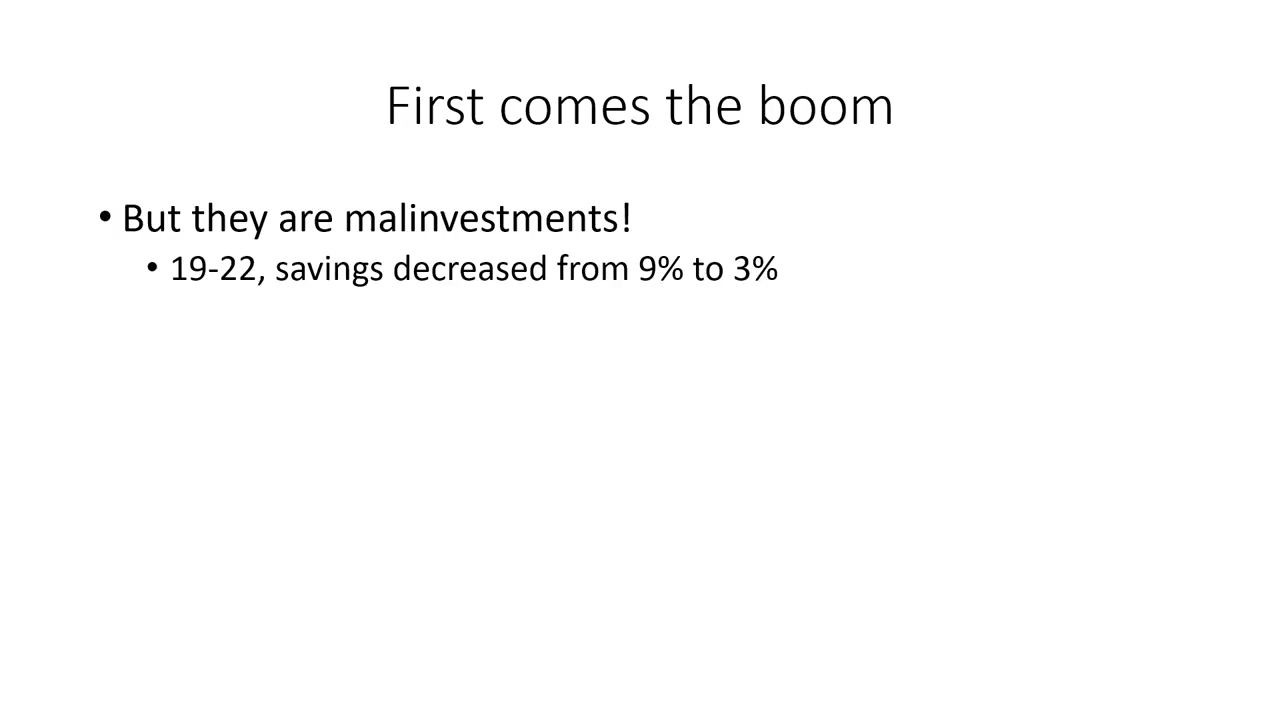 First comes the boom
• But they are malinvestments!
• 19-22, savings decreased from 9% to 3%